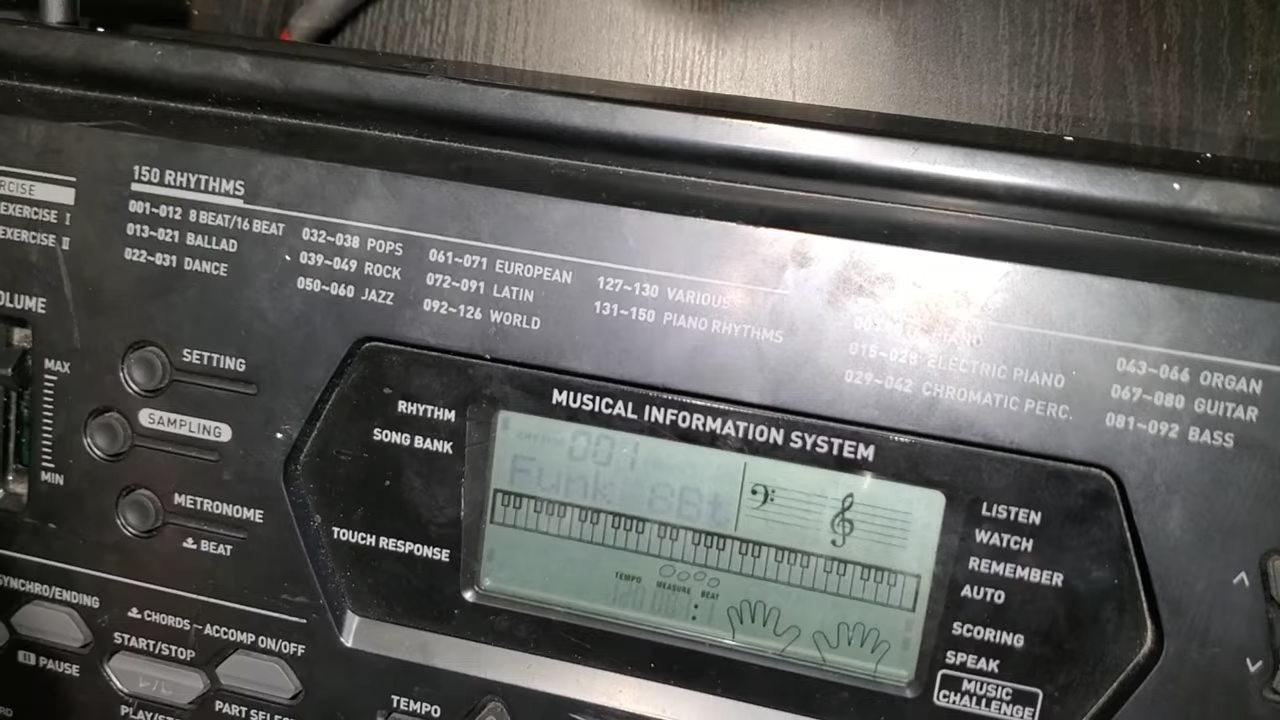 RCISE
EXERCISE I
EXERCISE II
OLUME
MAX
MIN
150 RHYTHMS
001~012 8 BEAT/16 BEAT
013~021 BALLAD
022~031 DANCE
032~038 POPS
039~049 ROCK
050~060 JAZZ
061~071 EUROPEAN
072~091 LATIN
092~126 WORLD
127~130 VARIOUS
131~150 PIANO RHYTHMS
PIANO
015~028 ELECTRIC PIANO
029~042 CHROMATIC PERC.
043~066 ORGAN
067~080 GUITAR
081~092 BASS
SETTING
SAMPLING
METRONOME
BEAT
SYNCHRO/ENDING
PAUSE
CHORDS — ACCOMP ON/OFF
START/STOP
PART SELEC
TEMPO
MUSICAL INFORMATION SYSTEM
RHYTHM
SONG BANK
TOUCH RESPONSE
RHYTHM
001
Funk 8Bt
TEMPO
MEASURE BEAT
LISTEN
WATCH
REMEMBER
AUTO
SCORING
SPEAK
MUSIC
CHALLENGE